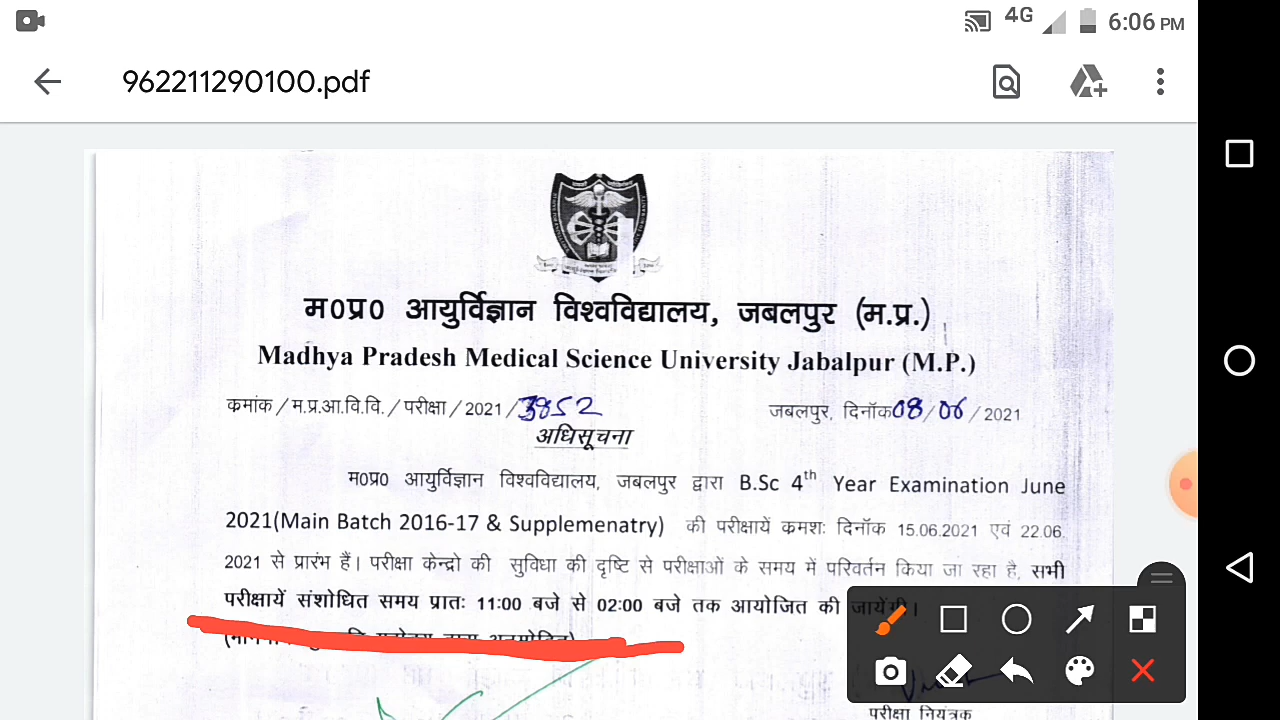 4G 6:06 PM
962211290100.pdf
म0प्र0 आयुर्विज्ञान विश्वविद्यालय, जबलपुर (म.प्र.)
Madhya Pradesh Medical Science University Jabalpur (M.P.)
कमांक / म.प्र.आ.वि.वि. / परीक्षा / 2021 / 3852 जबलपुर, दिनॉक 08/06/2021
अधिसूचना
म0प्र0 आयुर्विज्ञान विश्वविद्यालय, जबलपुर द्वारा B.Sc 4th Year Examination June
2021(Main Batch 2016-17 & Supplemenatry) की परीक्षायें कमशः दिनॉक 15.06.2021 एवं 22.06.
2021 से प्रारंभ हैं। परीक्षा केन्द्रो की सुविधा की दृष्टि से परीक्षाओं के समय में परिवर्तन किया जा रहा है, सभी
परीक्षायें संशोधित समय प्रातः 11:00 बजे से 02:00 बजे तक आयोजित की जायेंगी।
परीक्षा नियंत्रक